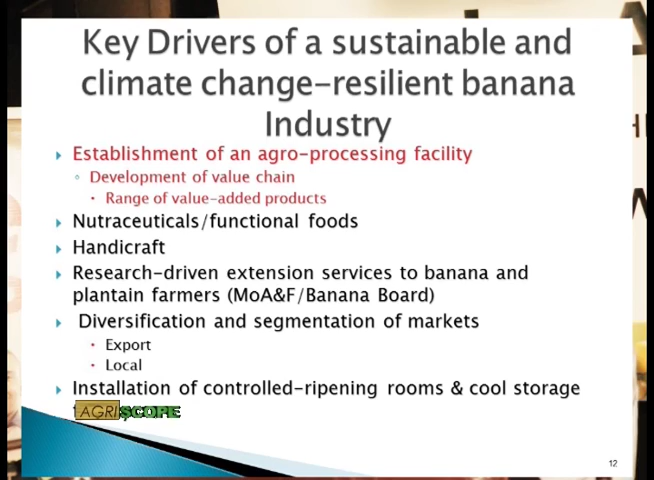 Key Drivers of a sustainable and
climate change-resilient banana
Industry
Establishment of an agro-processing facility
Development of value chain
Range of value-added products
Nutraceuticals/functional foods
Handicraft
Research-driven extension services to banana and
plantain farmers (MoA&F/Banana Board)
Diversification and segmentation of markets
Export
Local
Installation of controlled-ripening rooms & cool storage
AGRISCOPE
12